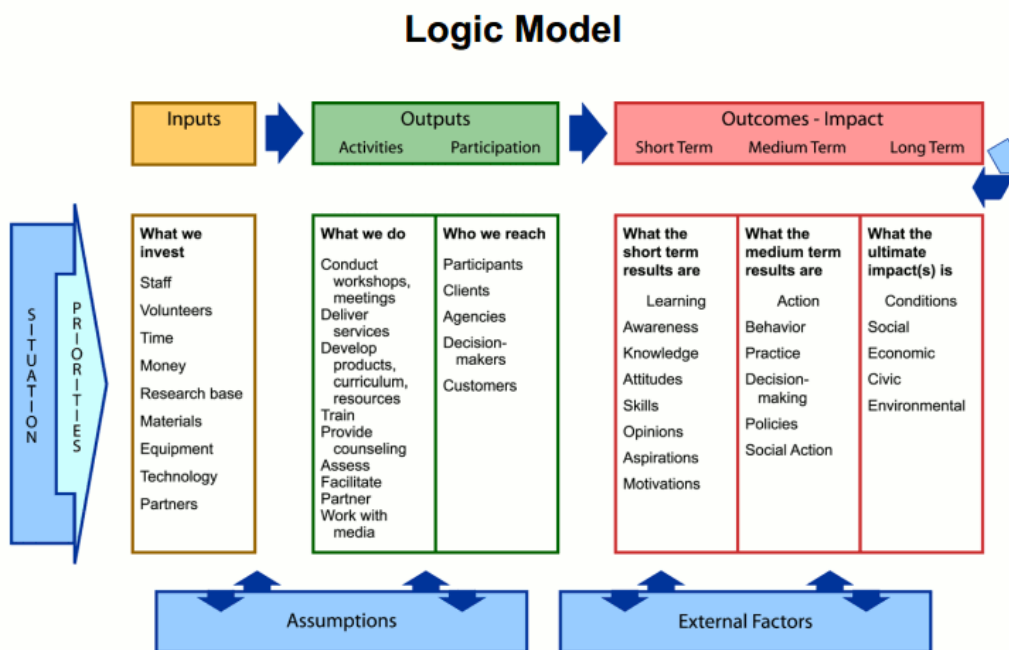 Logic Model
Inputs
Outputs
Activities
Participation
Outcomes - Impact
Short Term
Medium Term
Long Term
SITUATION
PRIORITIES
What we
invest
Staff
Volunteers
Time
Money
Research base
Materials
Equipment
Technology
Partners
What we do
Conduct
workshops,
meetings
Deliver
services
Develop
products,
curriculum,
resources
Train
Provide
counseling
Assess
Facilitate
Partner
Work with
media
Who we reach
Participants
Clients
Agencies
Decision-
makers
Customers
What the
short term
results are
Learning
Awareness
Knowledge
Attitudes
Skills
Opinions
Aspirations
Motivations
What the
medium term
results are
Action
Behavior
Practice
Decision-
making
Policies
Social Action
What the
ultimate
impact(s) is
Conditions
Social
Economic
Civic
Environmental
Assumptions
External Factors